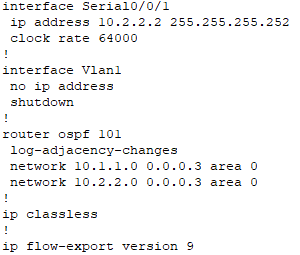 interface Serial0/0/1
 ip address 10.2.2.2 255.255.255.252
 clock rate 64000
!
interface Vlan1
 no ip address
 shutdown
!
router ospf 101
 log-adjacency-changes
 network 10.1.1.0 0.0.0.3 area 0
 network 10.2.2.0 0.0.0.3 area 0
!
ip classless
!
ip flow-export version 9